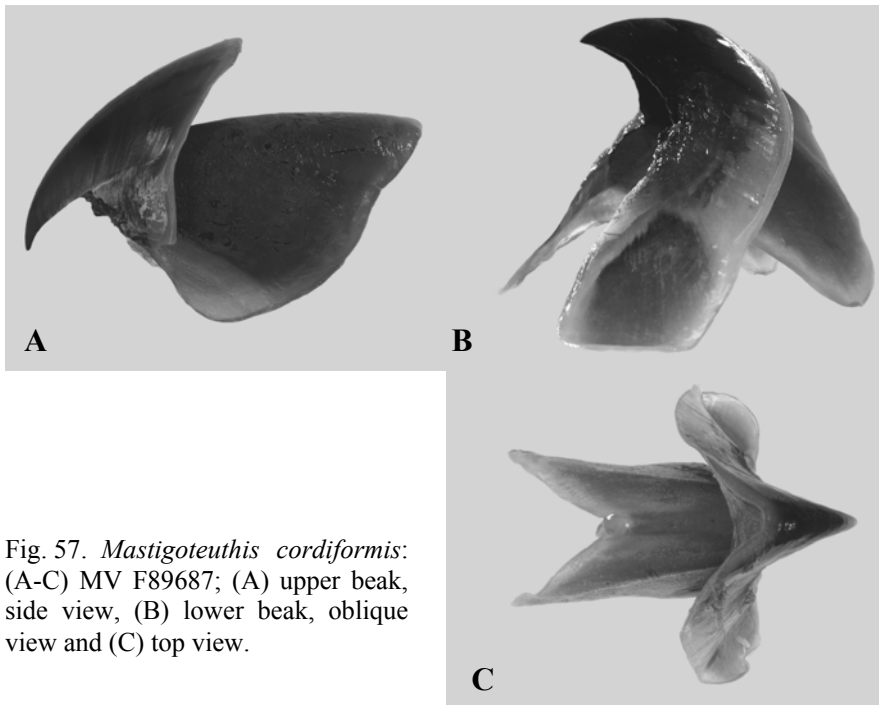 A
B
Fig. 57. Mastigoteuthis cordiformis:
(A-C) MV F89687; (A) upper beak,
side view, (B) lower beak, oblique
view and (C) top view.
C